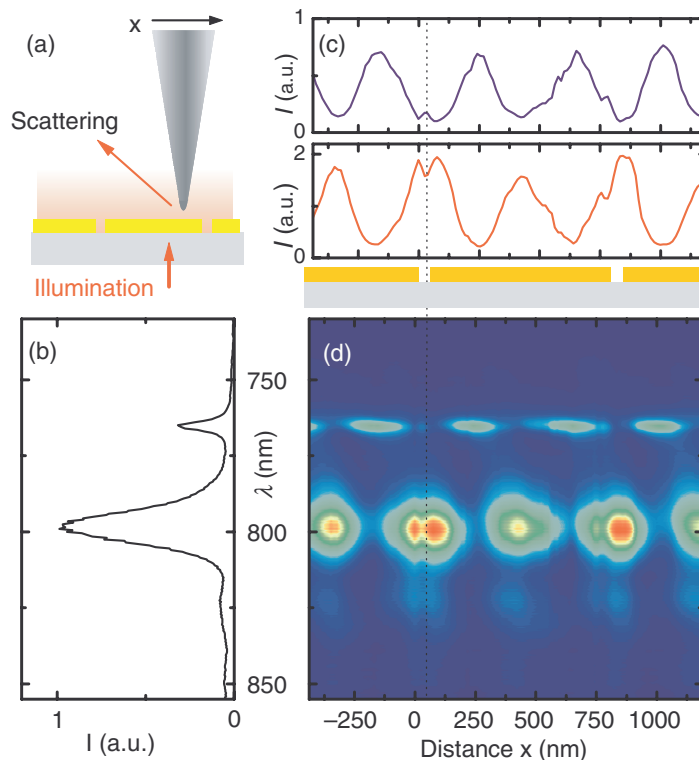 (a)
x
Scattering
Illumination
(c)
1
0
I (a.u.)
2
1
0
I (a.u.)
(b)
750
800
850
λ (nm)
1
0
I (a.u.)
(d)
−250
0
250
500
750
1000
Distance x (nm)